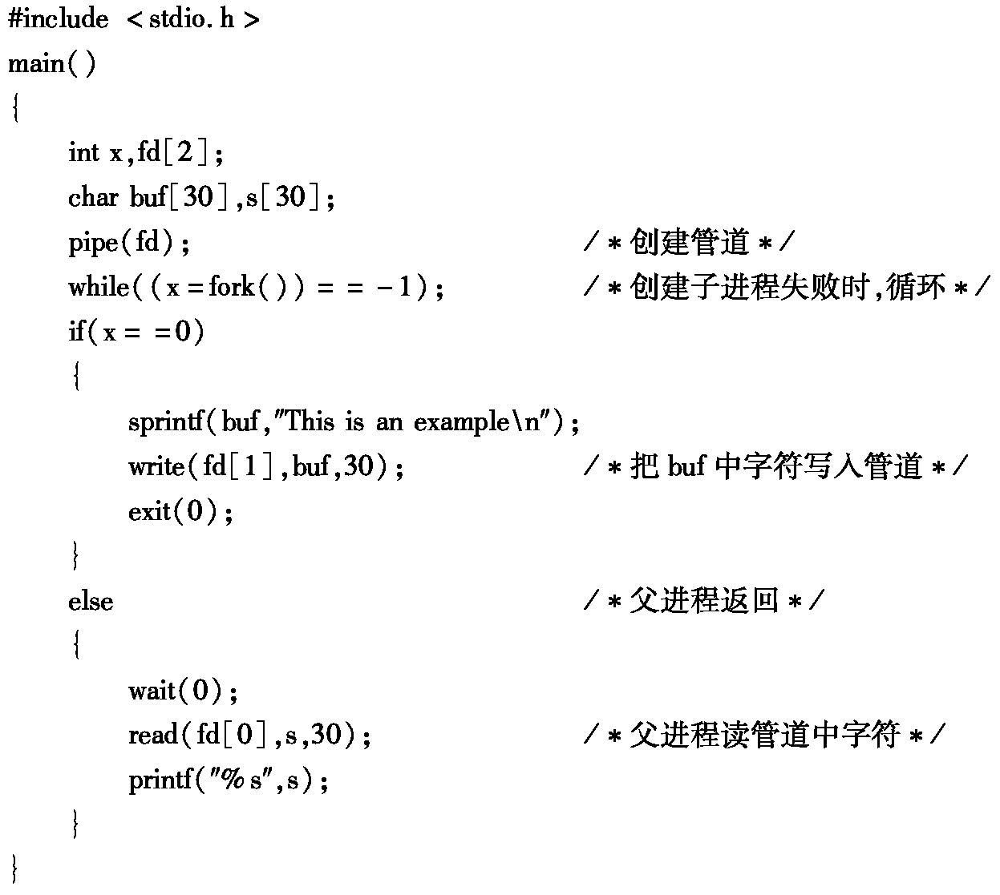 #include <stdio.h>
main()
{
int x,fd[2];
char buf[30],s[30];
pipe(fd); /*创建管道*/
while((x=fork())= = -1); /*创建子进程失败时,循环*/
if(x= =0)
{
sprintf(buf,"This is an example\n");
write(fd[1],buf,30); /*把 buf 中字符写入管道*/
exit(0);
}
else /*父进程返回*/
{
wait(0);
read(fd[0],s,30); /*父进程读管道中字符*/
printf("% s",s);
}
}